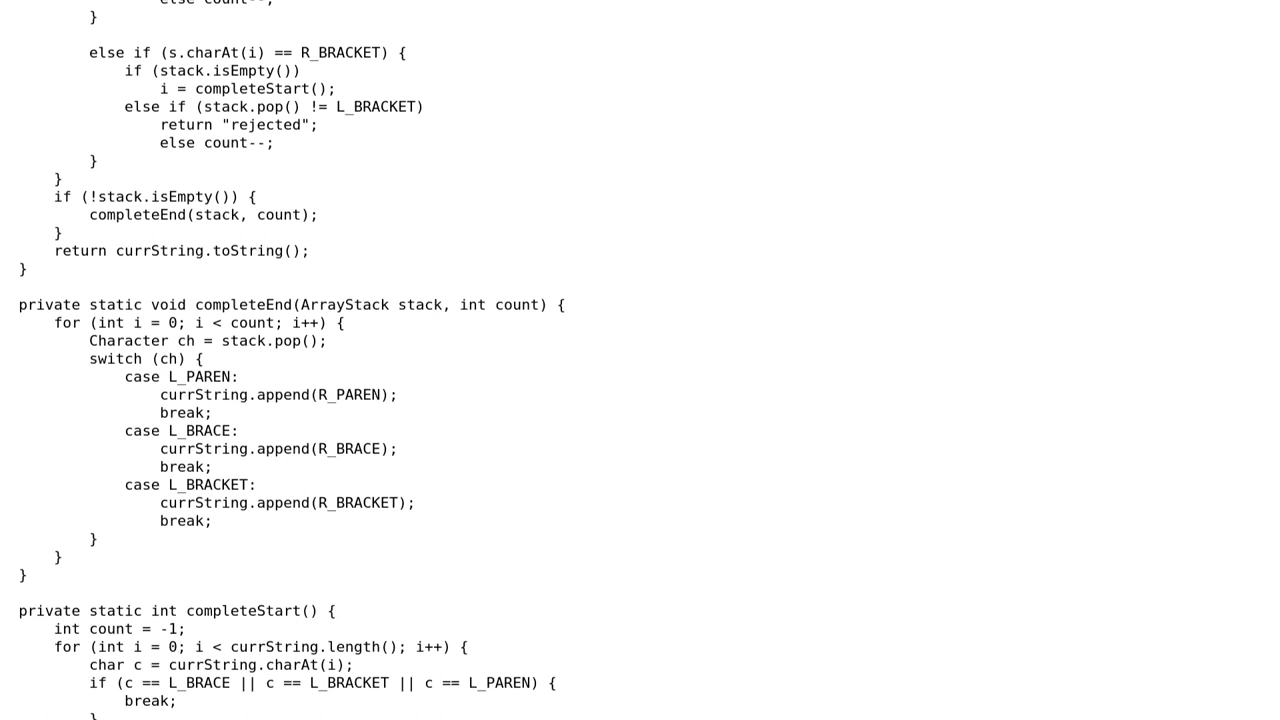 else count--;
}
else if (s.charAt(i) == R_BRACKET) {
if (stack.isEmpty())
i = completeStart();
else if (stack.pop() != L_BRACKET)
return "rejected";
else count--;
}
}
if (!stack.isEmpty()) {
completeEnd(stack, count);
}
return currString.toString();
}
private static void completeEnd(ArrayStack stack, int count) {
for (int i = 0; i < count; i++) {
Character ch = stack.pop();
switch (ch) {
case L_PAREN:
currString.append(R_PAREN);
break;
case L_BRACE:
currString.append(R_BRACE);
break;
case L_BRACKET:
currString.append(R_BRACKET);
break;
}
}
}
private static int completeStart() {
int count = -1;
for (int i = 0; i < currString.length(); i++) {
char c = currString.charAt(i);
if (c == L_BRACE || c == L_BRACKET || c == L_PAREN) {
break;
}